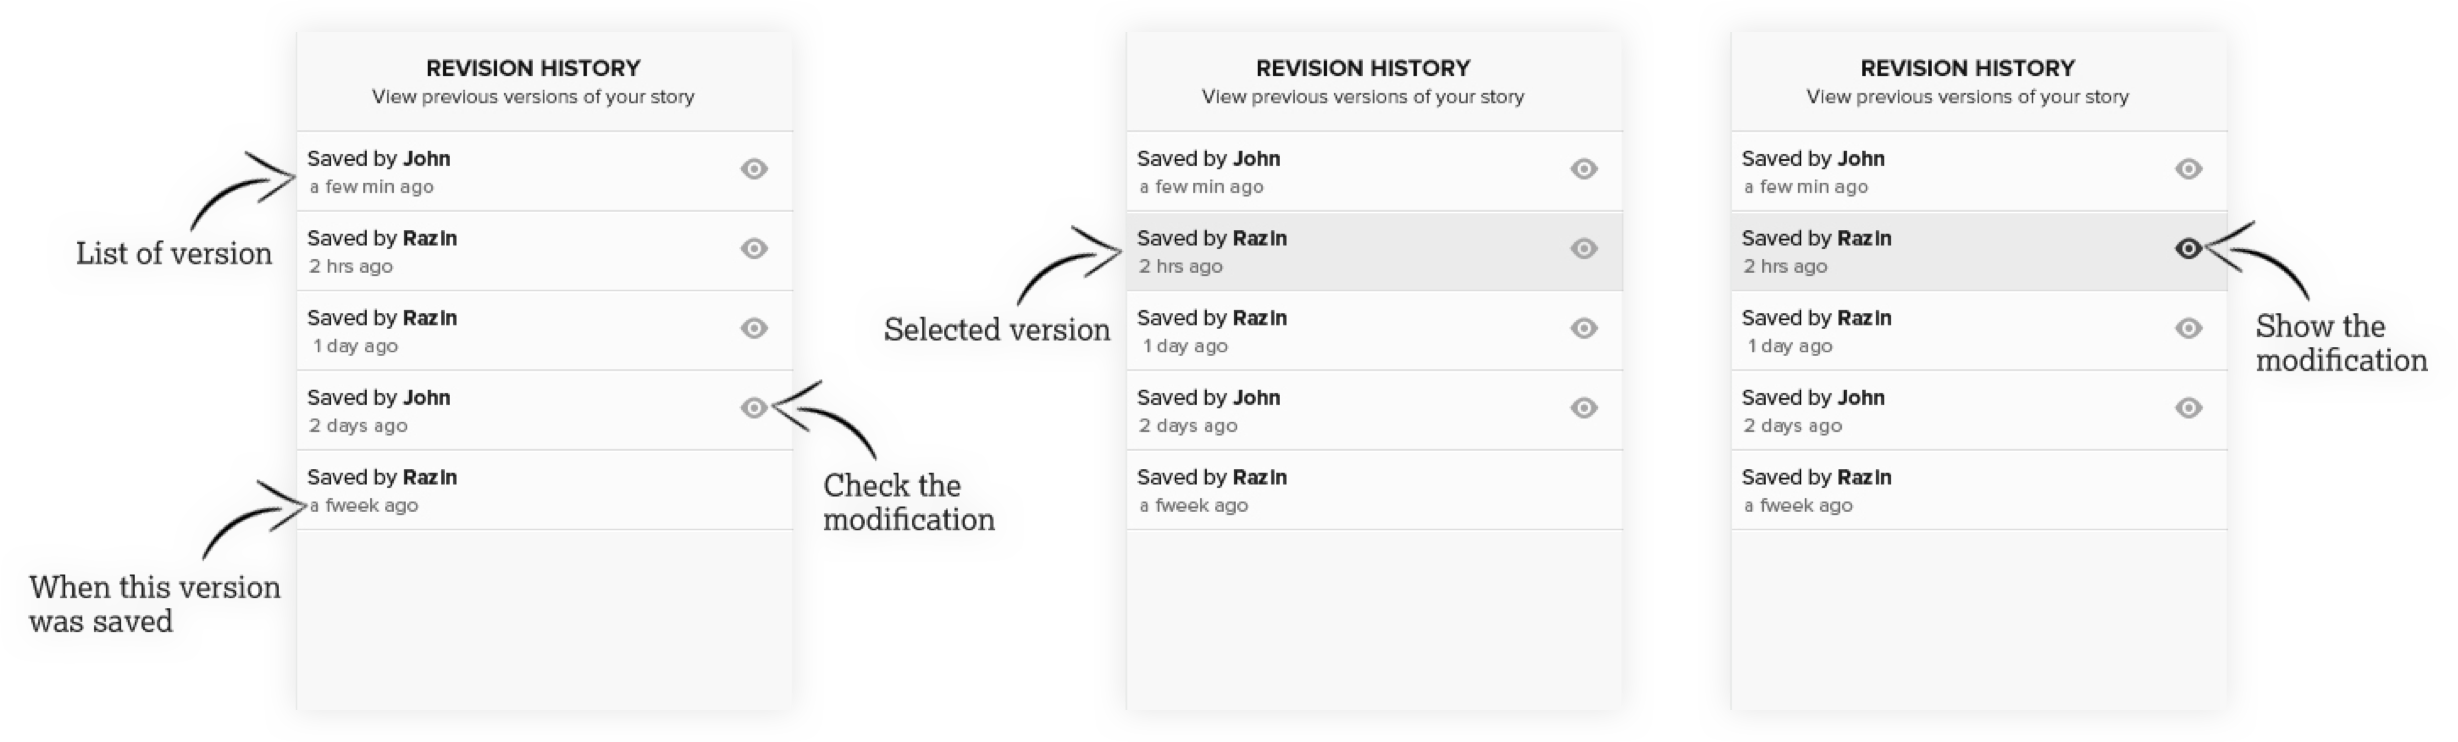 REVISION HISTORY
View previous versions of your story
Saved by John
a few min ago
Saved by RazIn
2 hrs ago
Saved by RazIn
1 day ago
Saved by John
2 days ago
Saved by RazIn
a fweek ago
List of version
When this version
was saved
Check the
modification
REVISION HISTORY
View previous versions of your story
Saved by John
a few min ago
Saved by RazIn
2 hrs ago
Saved by RazIn
1 day ago
Saved by John
2 days ago
Saved by RazIn
a fweek ago
Selected version
REVISION HISTORY
View previous versions of your story
Saved by John
a few min ago
Saved by RazIn
2 hrs ago
Saved by RazIn
1 day ago
Saved by John
2 days ago
Saved by RazIn
a fweek ago
Show the
modification